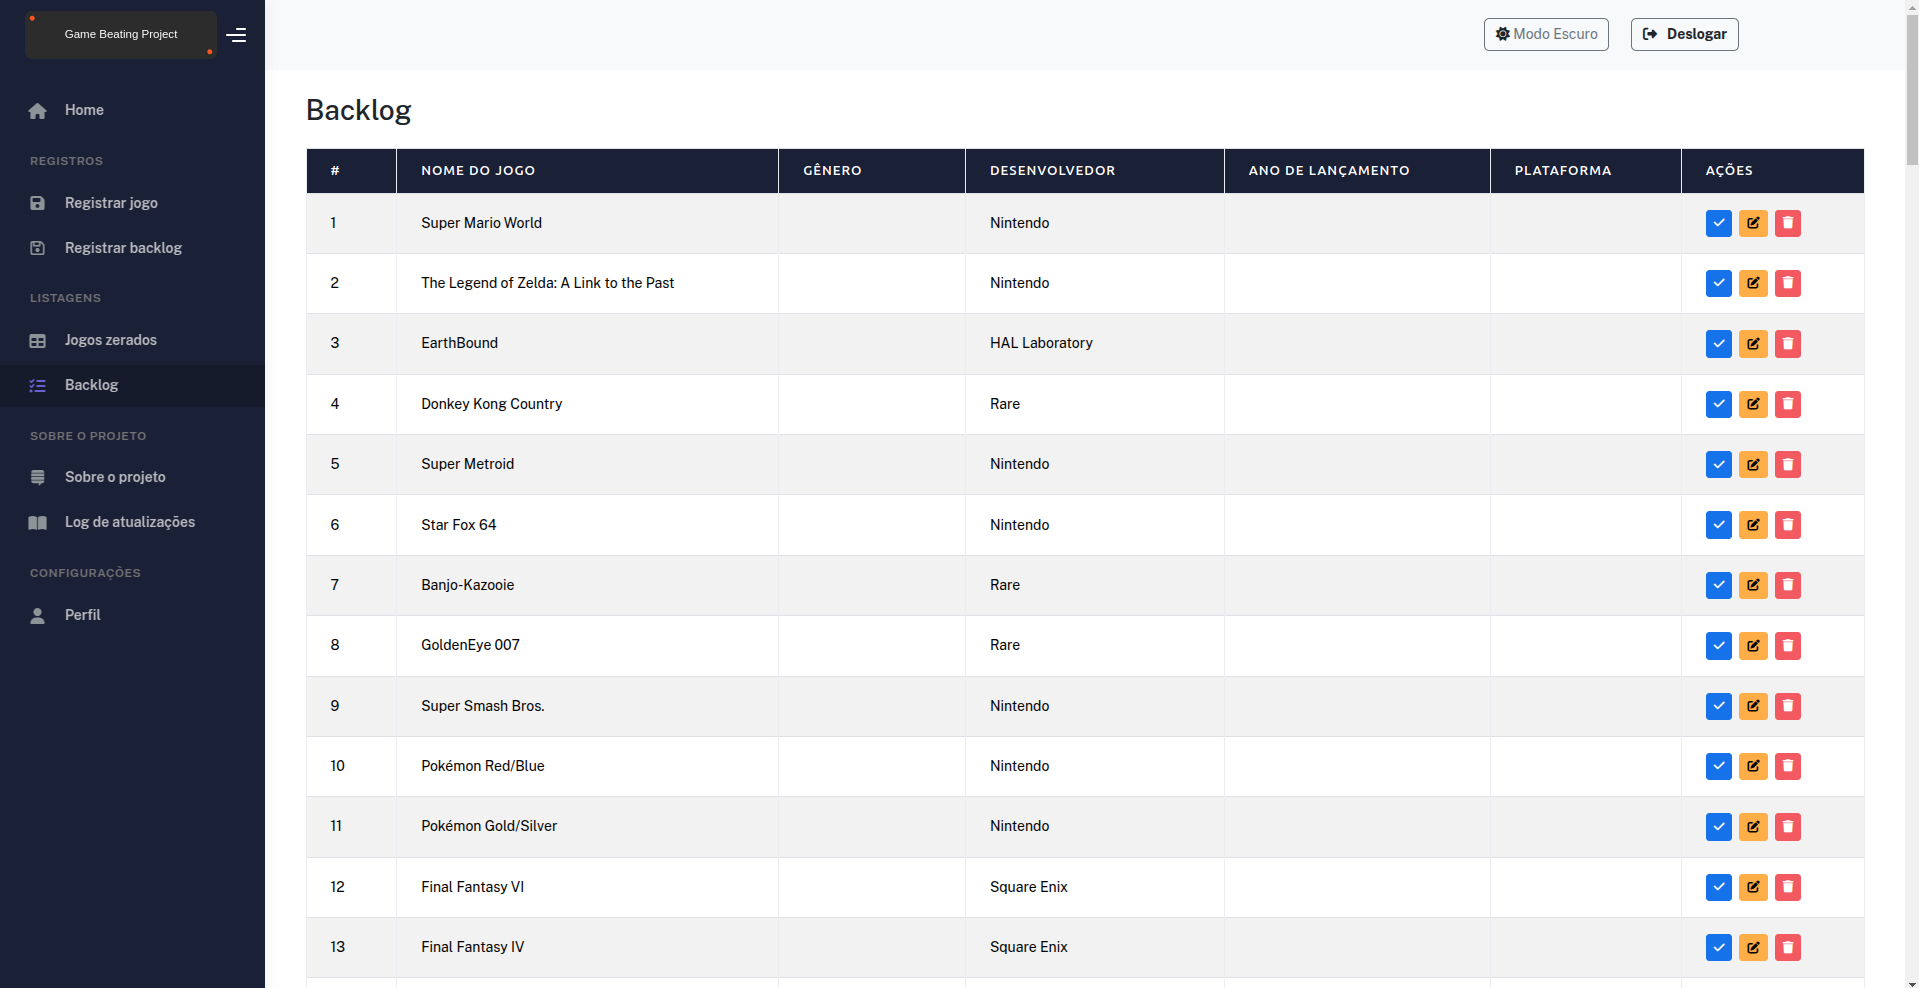 Game Beating Project
Modo Escuro
Deslogar
Home
REGISTROS
Registrar jogo
Registrar backlog
LISTAGENS
Jogos zerados
Backlog
SOBRE O PROJETO
Sobre o projeto
Log de atualizações
CONFIGURAÇÕES
Perfil
Backlog
# NOME DO JOGO GÊNERO DESENVOLVEDOR ANO DE LANÇAMENTO PLATAFORMA AÇÕES
1 Super Mario World Nintendo
2 The Legend of Zelda: A Link to the Past Nintendo
3 EarthBound HAL Laboratory
4 Donkey Kong Country Rare
5 Super Metroid Nintendo
6 Star Fox 64 Nintendo
7 Banjo-Kazooie Rare
8 GoldenEye 007 Rare
9 Super Smash Bros. Nintendo
10 Pokémon Red/Blue Nintendo
11 Pokémon Gold/Silver Nintendo
12 Final Fantasy VI Square Enix
13 Final Fantasy IV Square Enix